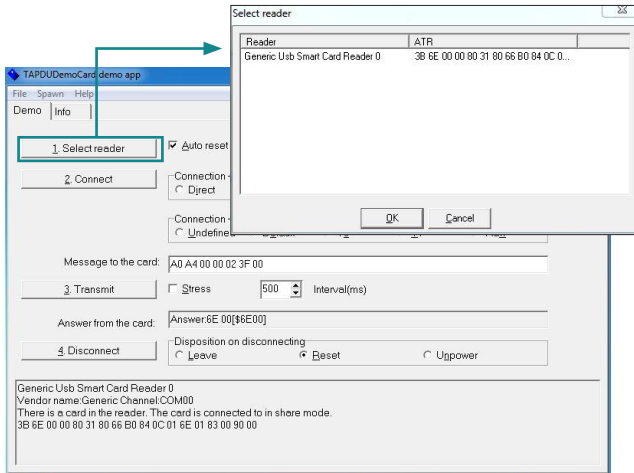 Select reader
Reader ATR
Generic Usb Smart Card Reader 0 3B 6E 00 00 80 31 80 66 B0 84 0C 0...
OK Cancel
TAPDUDemoCard demo app
File Spawn Help
Demo Info
1. Select reader Auto reset
2. Connect
Connection
Direct
Connection
Undefined
Message to the card: A0 A4 00 00 02 3F 00
3. Transmit Stress 500 Interval(ms)
Answer from the card: Answer:6E 00[$6E00]
4. Disconnect
Disposition on disconnecting
Leave Reset Unpower
Generic Usb Smart Card Reader 0
Vendor name:Generic Channel:COM00
There is a card in the reader. The card is connected to in share mode.
3B 6E 00 00 80 31 80 66 B0 84 0C 01 6E 01 83 00 90 00